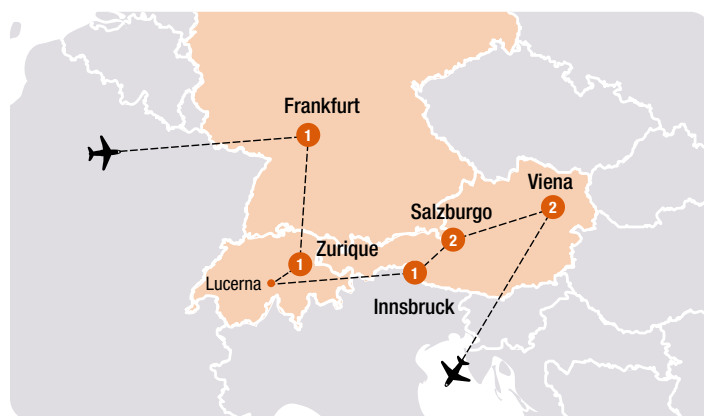 Frankfurt
1
Viena
2
Salzburgo
2
Zurique
1
Lucerna
1
Innsbruck